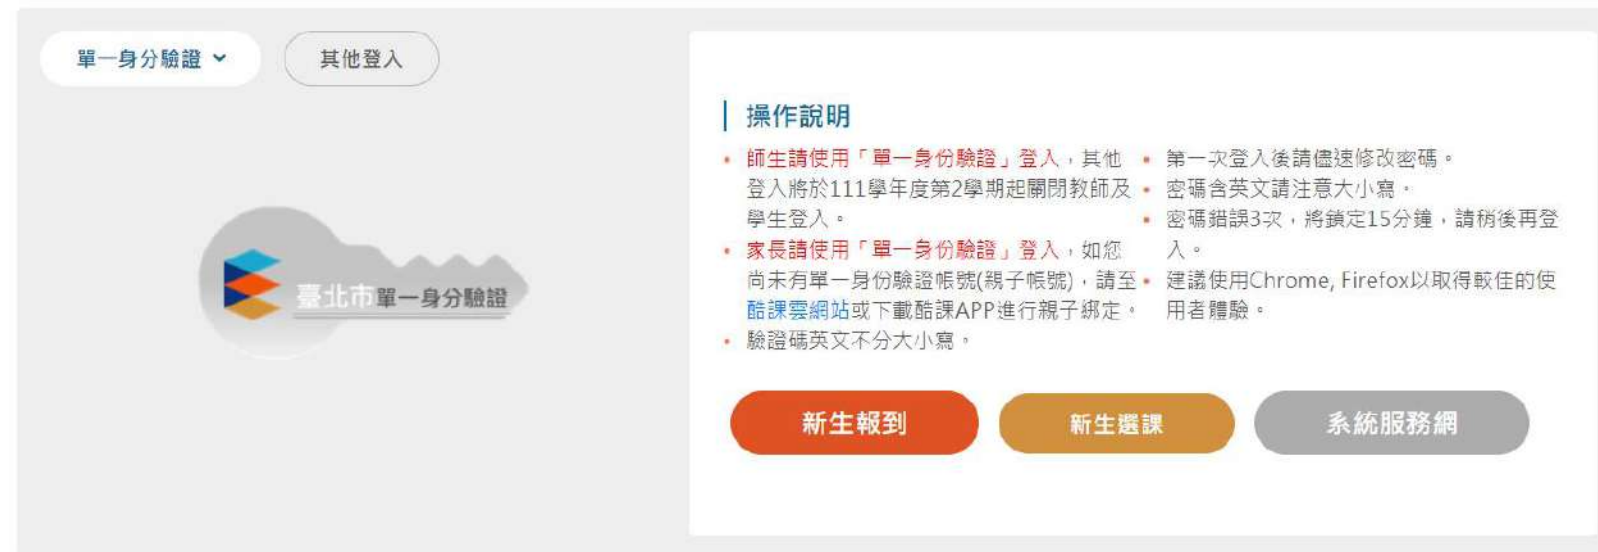 單一身分驗證
其他登入
臺北市單一身分驗證
操作說明
師生請使用「單一身份驗證」登入,其他
登入將於111學年度第2學期起關閉教師及
學生登入。
家長請使用「單一身份驗證」登入,如您
尚未有單一身份驗證帳號(親子帳號),請至
酷課雲網站或下載酷課APP進行親子綁定。
驗證碼英文不分大小寫。
第一次登入後請儘速修改密碼。
密碼含英文請注意大小寫。
密碼錯誤3次,將鎖定15分鐘,請稍後再登
入。
建議使用Chrome, Firefox以取得較佳的使
用者體驗。
新生報到
新生選課
系統服務網